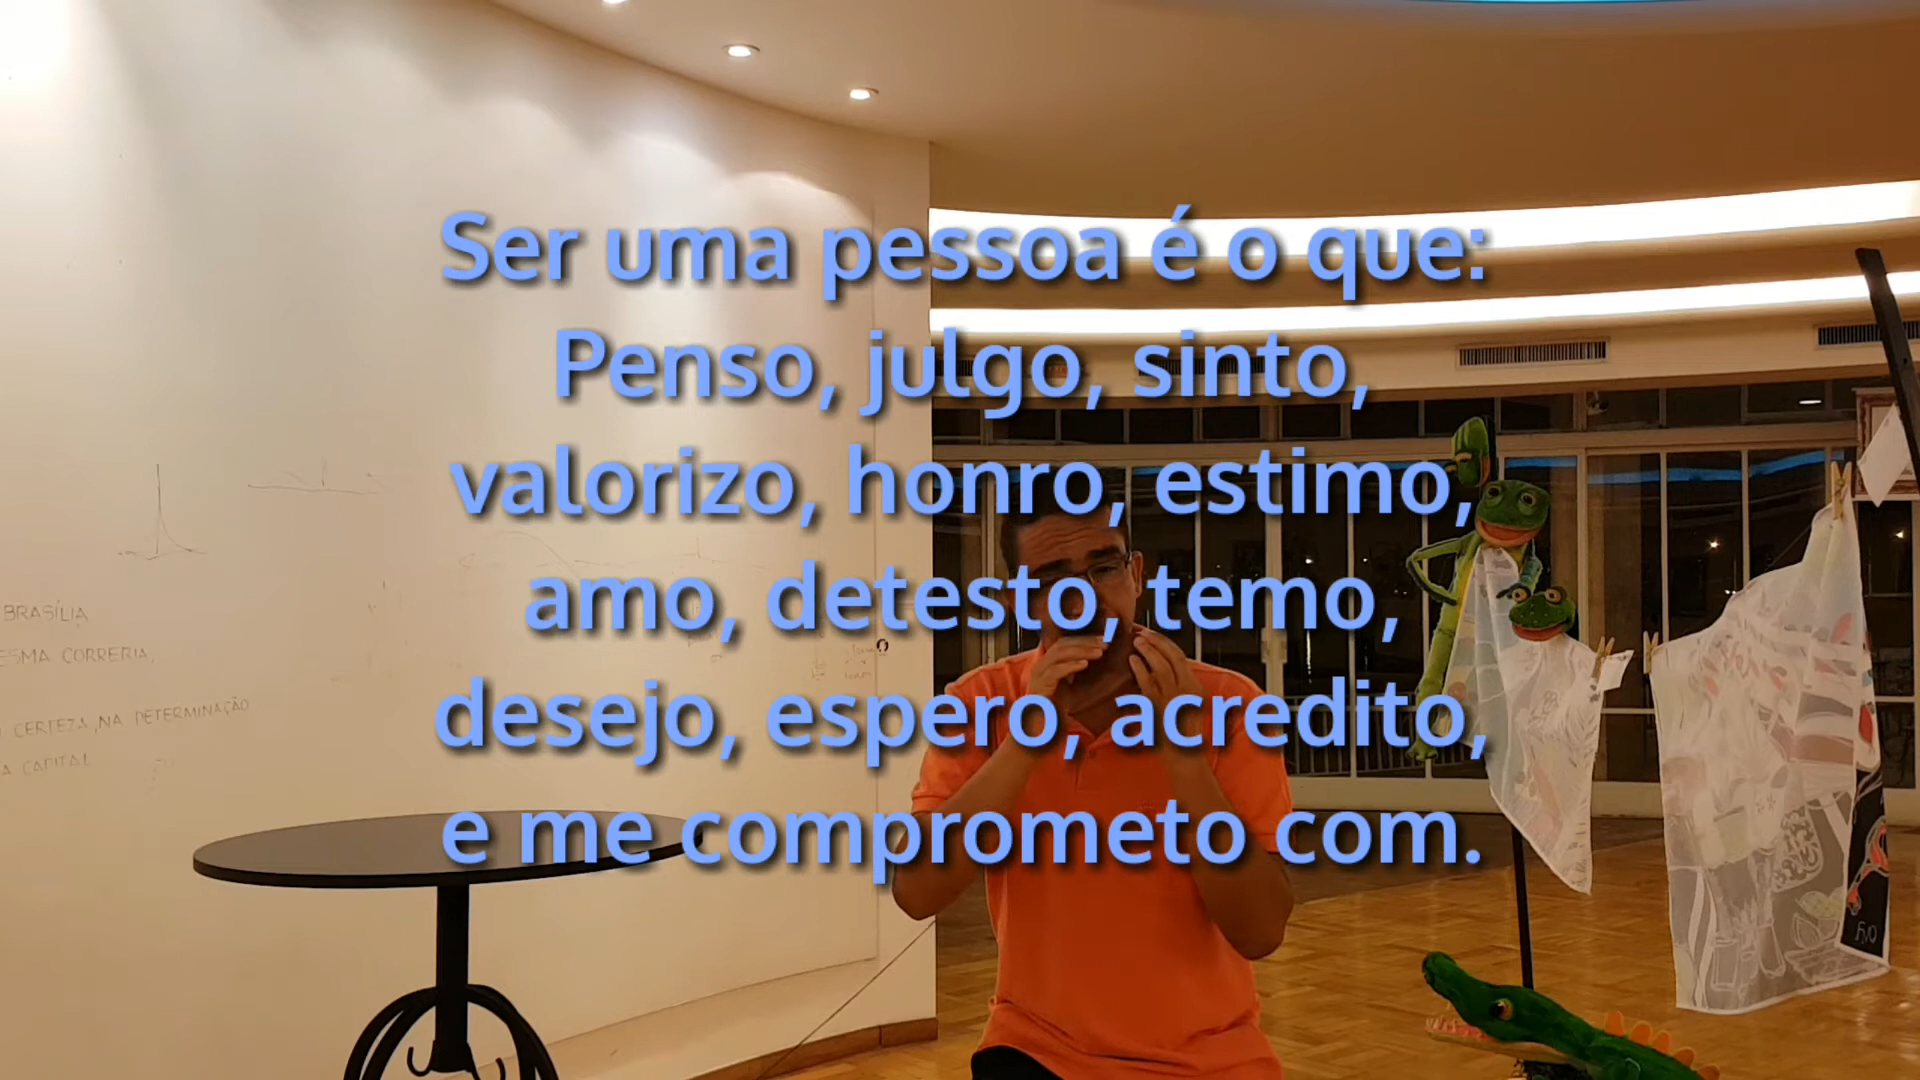 Ser uma pessoa é o que:
Penso, julgo, sinto,
valorizo, honro, estimo,
amo, detesto, temo,
desejo, espero, acredito,
e me comprometo com.
BRASÍLIA
CORRERIA,
CERTEZA, NA DETERMINAÇÃO
A CAPITAL